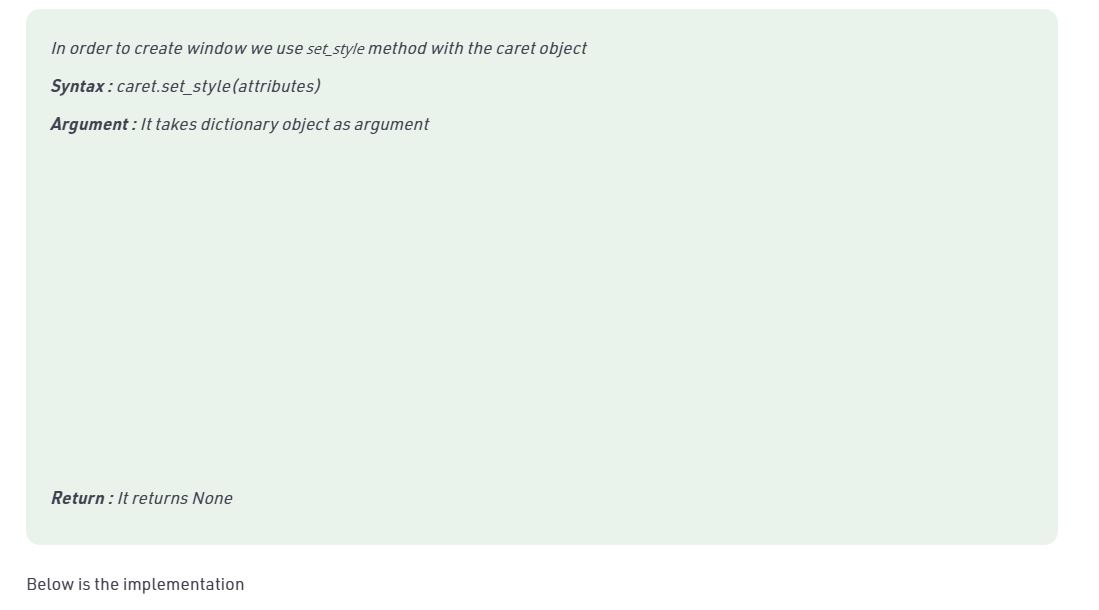 In order to create window we use set_style method with the caret object
Syntax : caret.set_style(attributes)
Argument : It takes dictionary object as argument
Return : It returns None
Below is the implementation